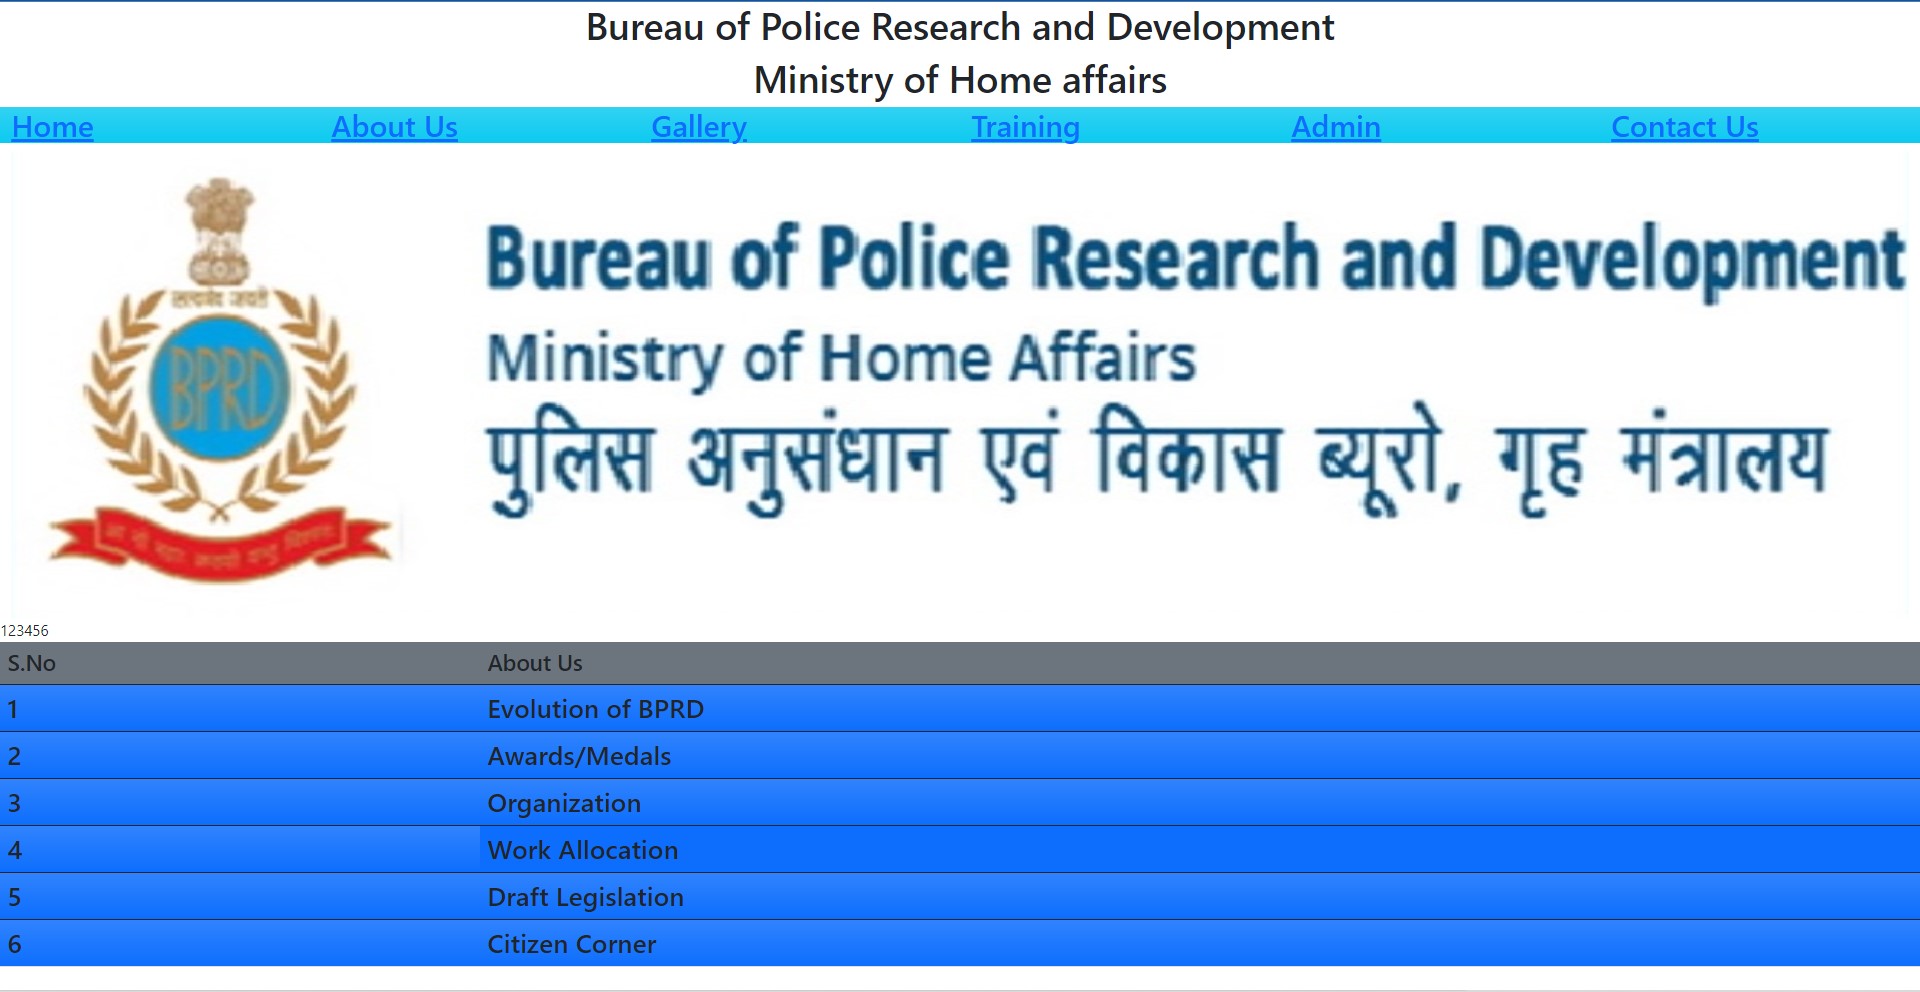 Bureau of Police Research and Development
Ministry of Home affairs
Home About Us Gallery Training Admin Contact Us
सत्यमेव जयते
BPRD
Bureau of Police Research and Development
Ministry of Home Affairs
पुलिस अनुसंधान एवं विकास ब्यूरो, गृह मंत्रालय
123456
S.No About Us
1 Evolution of BPRD
2 Awards/Medals
3 Organization
4 Work Allocation
5 Draft Legislation
6 Citizen Corner